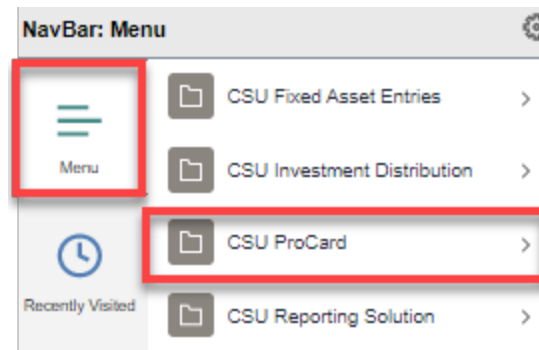 NavBar: Menu
Menu
CSU Fixed Asset Entries
CSU Investment Distribution
CSU ProCard
Recently Visited
CSU Reporting Solution